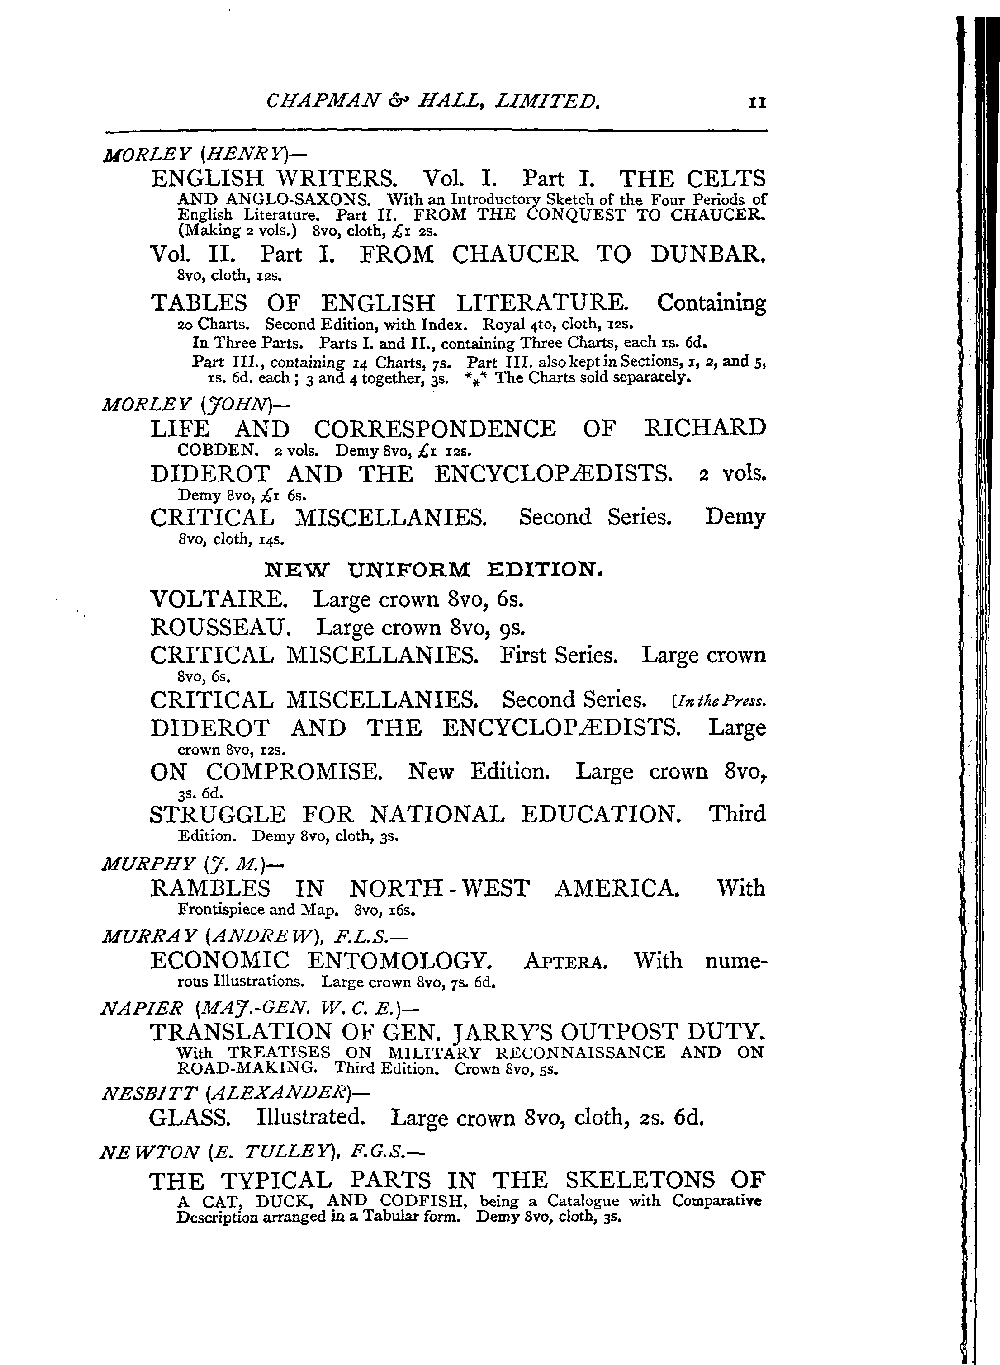 CHAPMAN & HALL, LIMITED. 11
MORLEY (HENRY)—
ENGLISH WRITERS. Vol. I. Part I. THE CELTS
AND ANGLO-SAXONS. With an Introductory Sketch of the Four Periods of
English Literature. Part II. FROM THE CONQUEST TO CHAUCER.
(Making 2 vols.) 8vo, cloth, £1 2s.
Vol. II. Part I. FROM CHAUCER TO DUNBAR.
8vo, cloth, 12s.
TABLES OF ENGLISH LITERATURE. Containing
20 Charts. Second Edition, with Index. Royal 4to, cloth, 12s.
In Three Parts. Parts I. and II., containing Three Charts, each 1s. 6d.
Part III., containing 14 Charts, 7s. Part III. also kept in Sections, 1, 2, and 5,
1s. 6d. each; 3 and 4 together, 3s. *** The Charts sold separately.
MORLEY (JOHN)—
LIFE AND CORRESPONDENCE OF RICHARD
COBDEN. 2 vols. Demy 8vo, £1 12s.
DIDEROT AND THE ENCYCLOPÆDISTS. 2 vols.
Demy 8vo, £1 6s.
CRITICAL MISCELLANIES. Second Series. Demy
8vo, cloth, 14s.
NEW UNIFORM EDITION.
VOLTAIRE. Large crown 8vo, 6s.
ROUSSEAU. Large crown 8vo, 9s.
CRITICAL MISCELLANIES. First Series. Large crown
8vo, 6s.
CRITICAL MISCELLANIES. Second Series. [In the Press.
DIDEROT AND THE ENCYCLOPÆDISTS. Large
crown 8vo, 12s.
ON COMPROMISE. New Edition. Large crown 8vo,
3s. 6d.
STRUGGLE FOR NATIONAL EDUCATION. Third
Edition. Demy 8vo, cloth, 3s.
MURPHY (J. M.)—
RAMBLES IN NORTH-WEST AMERICA. With
Frontispiece and Map. 8vo, 16s.
MURRAY (ANDREW), F.L.S.—
ECONOMIC ENTOMOLOGY. APTERA. With nume-
rous Illustrations. Large crown 8vo, 7s. 6d.
NAPIER (MAJ.-GEN. W. C. E.)—
TRANSLATION OF GEN. JARRY'S OUTPOST DUTY.
With TREATISES ON MILITARY RECONNAISSANCE AND ON
ROAD-MAKING. Third Edition. Crown 8vo, 5s.
NESBITT (ALEXANDER)—
GLASS. Illustrated. Large crown 8vo, cloth, 2s. 6d.
NEWTON (E. TULLEY), F.G.S.—
THE TYPICAL PARTS IN THE SKELETONS OF
A CAT, DUCK, AND CODFISH, being a Catalogue with Comparative
Description arranged in a Tabular form. Demy 8vo, cloth, 3s.